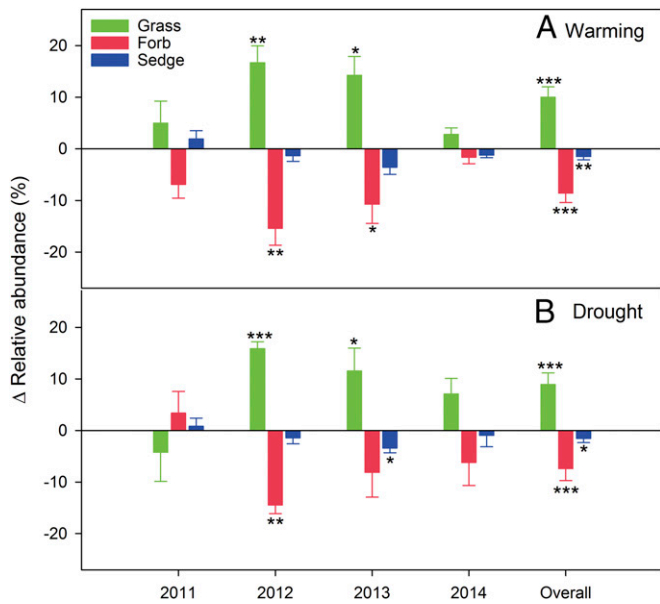 Grass
Forb
Sedge
A Warming
20
10
0
-10
-20
** * ***
** * *** **
B Drought
20
10
0
-10
-20
*** * ***
** * *** *
Δ Relative abundance (%)
2011 2012 2013 2014 Overall